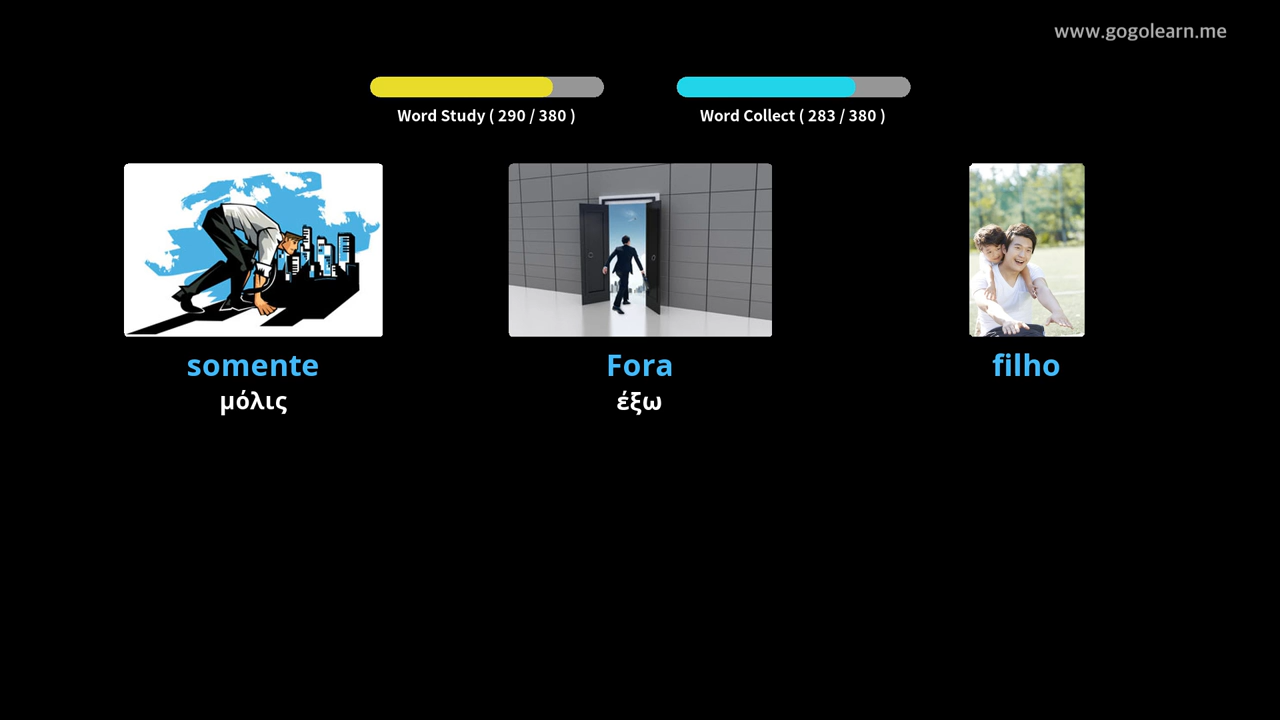 www.gogolearn.me
Word Study ( 290 / 380 )
Word Collect ( 283 / 380 )
somente
μόλις
Fora
έξω
filho